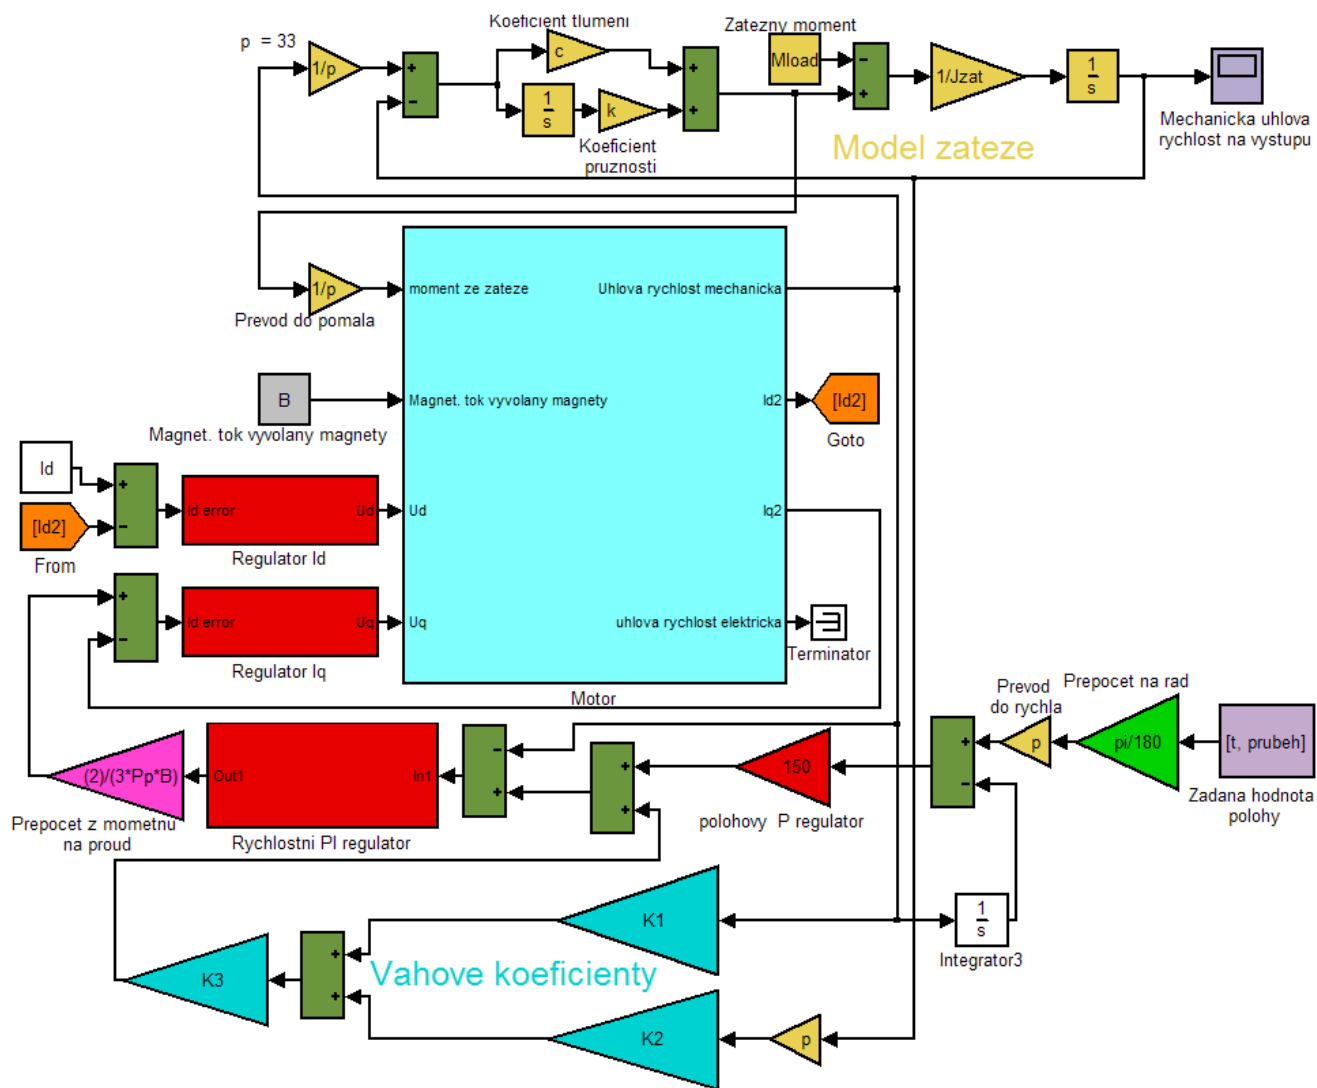 p = 33
1/p
+
-
Koeficient tlumeni
c
1
s
k
Koeficient
pruznosti
+
+
Zatezny moment
Mload
-
+
1/Jzat
1
s
Mechanicka uhlova
rychlost na vystupu
Model zateze
1/p
Prevod do pomala
moment ze zateze
Uhlova rychlost mechanicka
B
Magnet. tok vyvolany magnety
Magnet. tok vyvolany magnety
Id2
[Id2]
Goto
Id
[Id2]
From
+
-
Id error
Ud
Regulator Id
Ud
Iq2
+
-
Id error
Uq
Regulator Iq
Uq
uhlova rychlost elektricka
Terminator
Motor
(2)/(3*Pp*B)
Prepocet z mometnu
na proud
Out1
In1
Rychlostni PI regulator
-
+
+
+
150
polohovy P regulator
+
-
Prevod
do rychla
p
Prepocet na rad
pi/180
[t, prubeh]
Zadana hodnota
polohy
K1
1
s
Integrator3
K3
+
+
Vahove koeficienty
K2
p